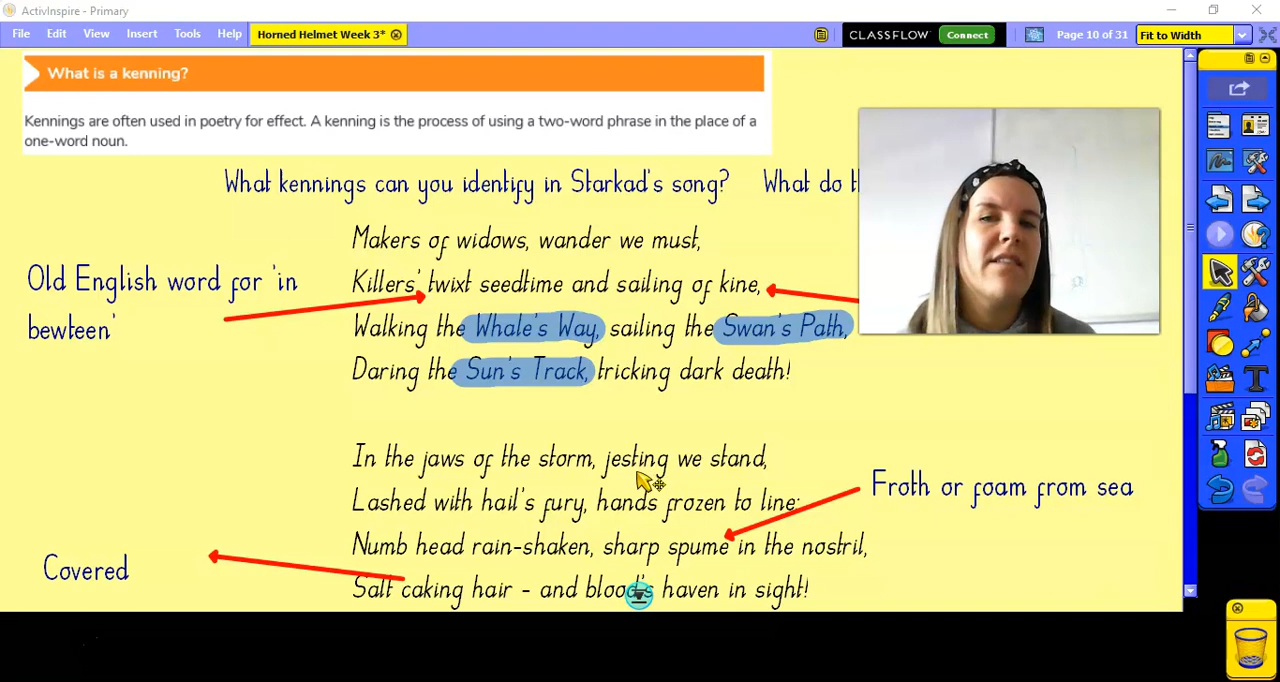 ActivInspire - Primary
File Edit View Insert Tools Help Horned Helmet Week 3* CLASSFLOW Connect Page 10 of 31 Fit to Width
What is a kenning?
Kennings are often used in poetry for effect. A kenning is the process of using a two-word phrase in the place of a
one-word noun.
What kennings can you identify in Starkad's song? What do
Makers of widows, wander we must,
Old English word for 'in
bewteen'
Killers' twixt seedtime and sailing of kine,
Walking the Whale's Way, sailing the Swan's Path,
Daring the Sun's Track, tricking dark death!
In the jaws of the storm, jesting we stand,
Froth or foam from sea
Lashed with hail's fury, hands frozen to line:
Numb head rain-shaken, sharp spume in the nostril,
Covered
Salt caking hair - and blood's haven in sight!